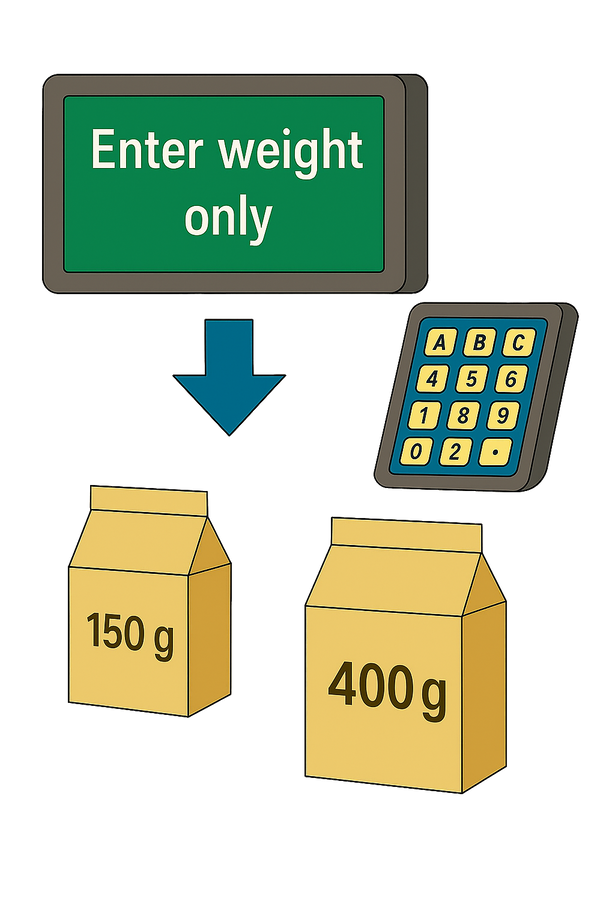 Enter weight
only
A B C
4 5 6
1 8 9
0 2 •
150 g
400 g